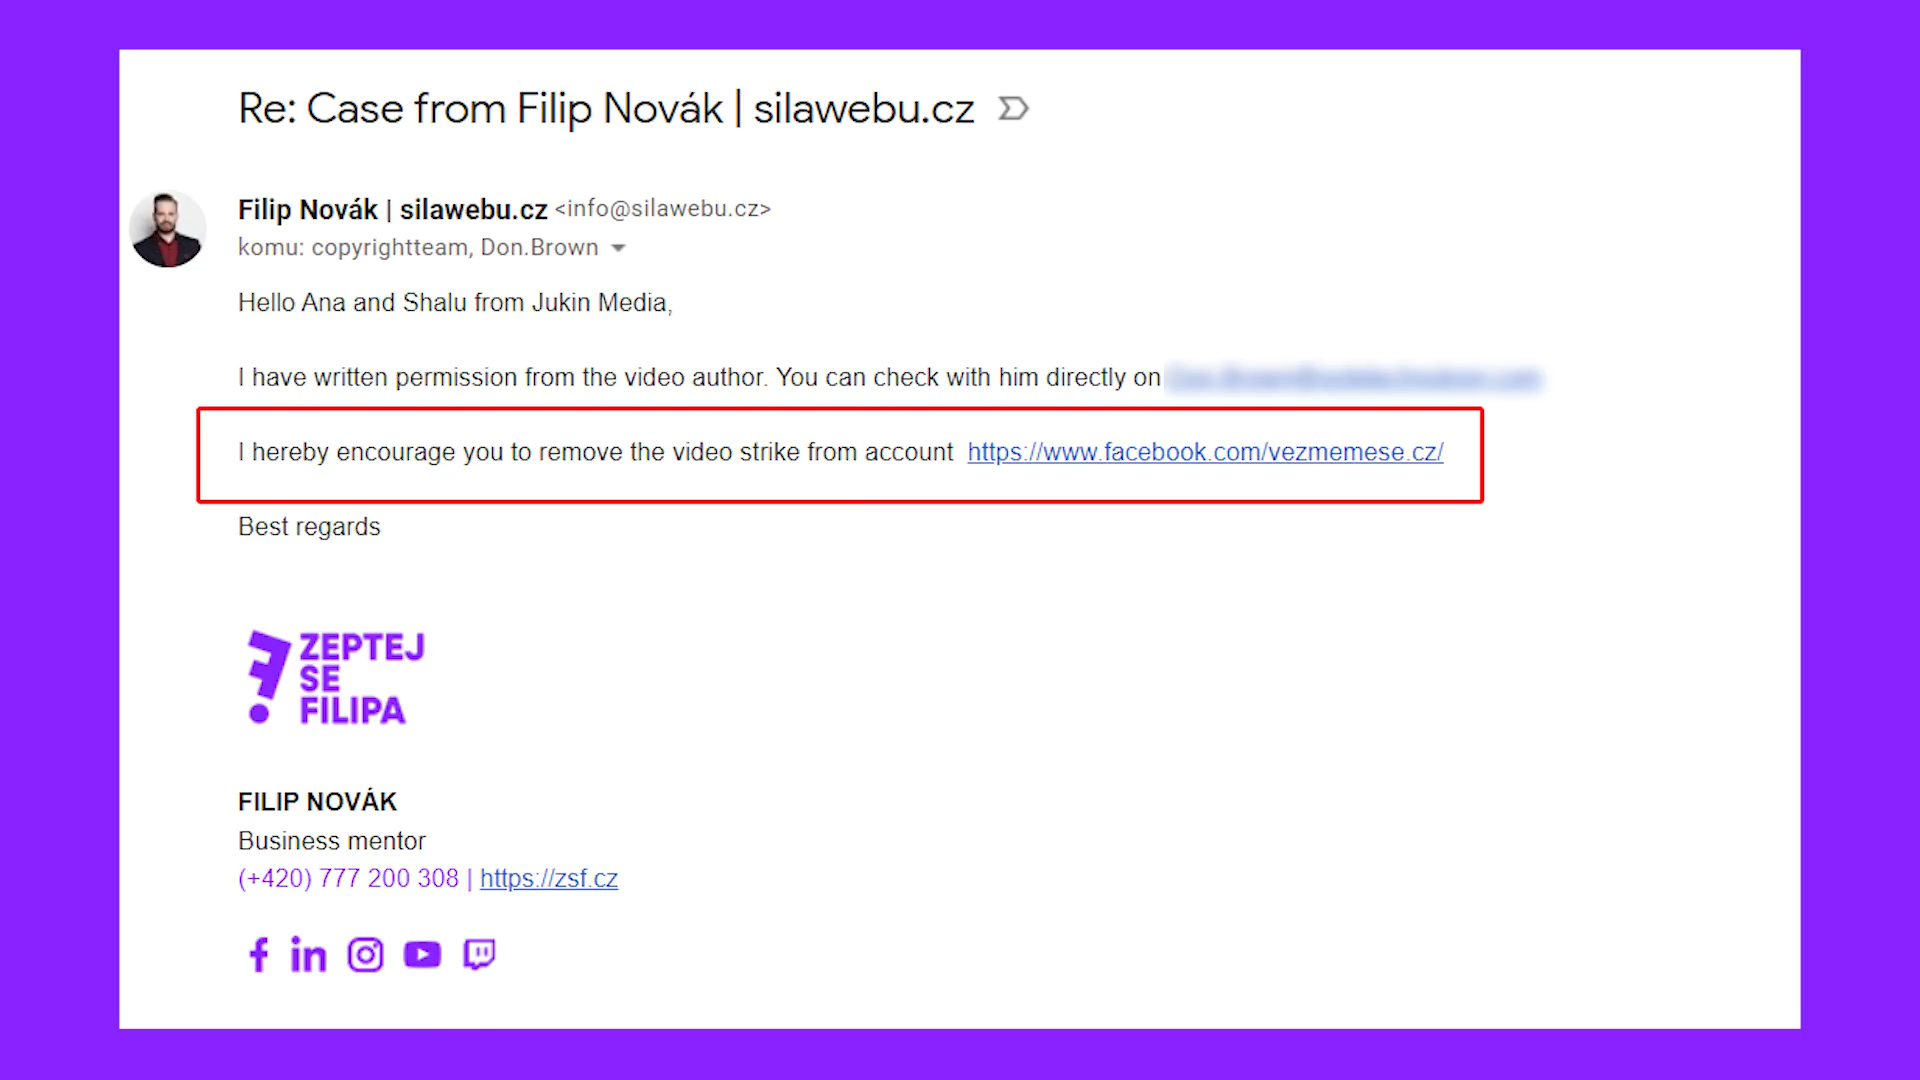 Re: Case from Filip Novák | silawebu.cz
Filip Novák | silawebu.cz <info@silawebu.cz>
komu: copyrightteam, Don.Brown
Hello Ana and Shalu from Jukin Media,
I have written permission from the video author. You can check with him directly on
I hereby encourage you to remove the video strike from account https://www.facebook.com/vezmemese.cz/
Best regards
ZEPTEJ
SE
FILIPA
FILIP NOVÁK
Business mentor
(+420) 777 200 308 | https://zsf.cz